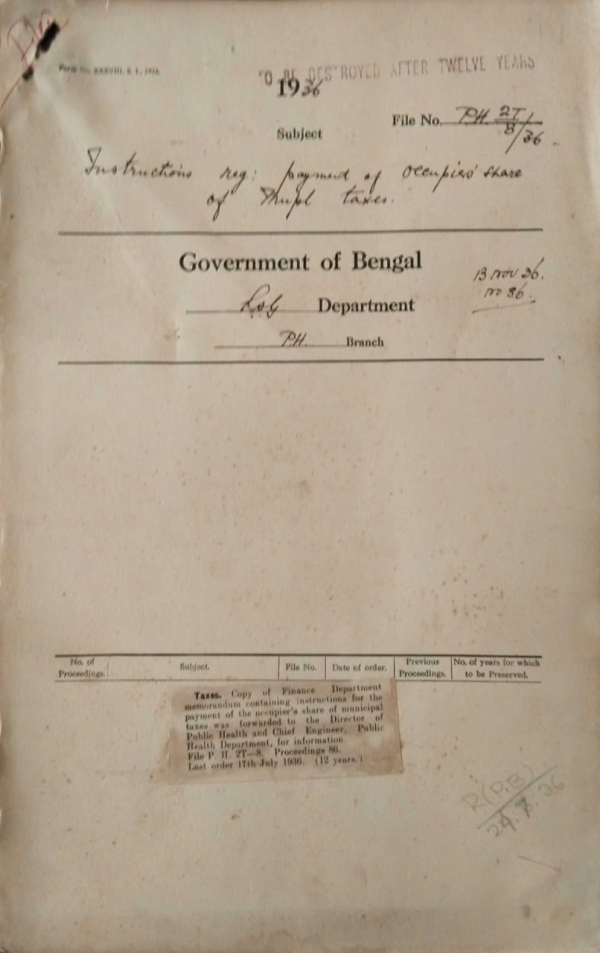 Form No. XXXVIII. S. I., 1934.
TO BE DESTROYED AFTER TWELVE YEARS
1936
File No. PH 2T/8/36
Subject
Instructions reg: payment of occupiers' share
of Mupl taxes.
Government of Bengal
13 Nov 36.
LSG Department
No 86.
PH. Branch
No. of Proceedings. Subject. File No. Date of order. Previous Proceedings. No. of years for which to be Preserved.
Taxes. Copy of Finance Department
memorandum containing instructions for the
payment of the occupier's share of municipal
taxes was forwarded to the Director of
Public Health and Chief Engineer, Public
Health Department, for information.
File P. H. 2T—8. Proceedings 86.
Last order 17th July 1936. (12 years.)
R(P.B)